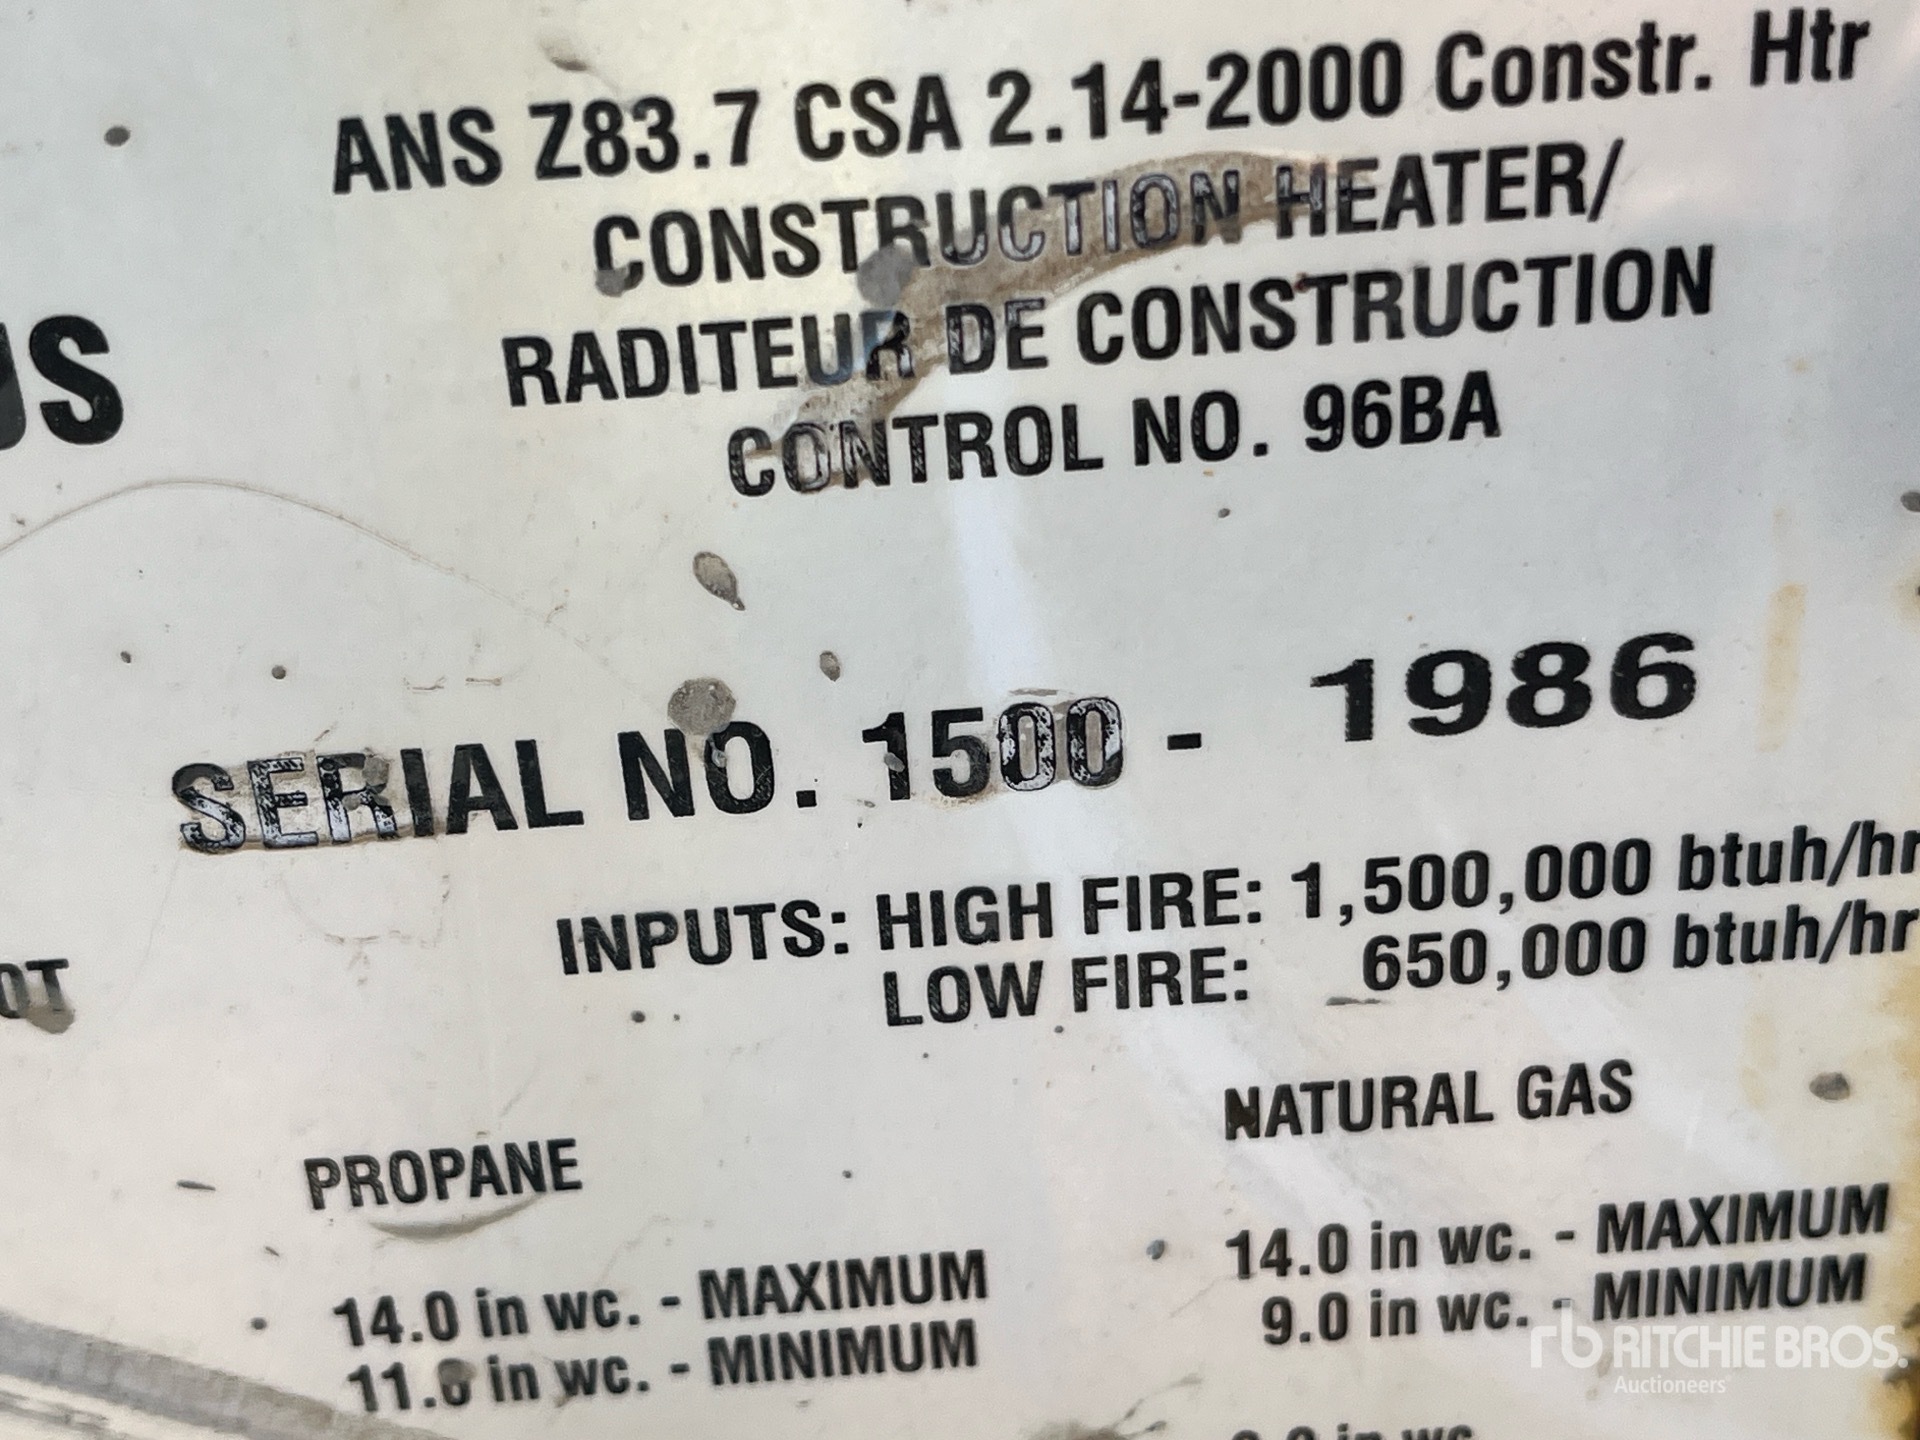 ANS Z83.7 CSA 2.14-2000 Constr. Htr
CONSTRUCTION HEATER/
RADITEUR DE CONSTRUCTION
CONTROL NO. 96BA
SERIAL NO. 1500 - 1986
INPUTS: HIGH FIRE: 1,500,000 btuh/hr
LOW FIRE: 650,000 btuh/hr
PROPANE
14.0 in wc. - MAXIMUM
11.0 in wc. - MINIMUM
NATURAL GAS
14.0 in wc. - MAXIMUM
9.0 in wc. - MINIMUM
rb RITCHIE BROS.
Auctioneers